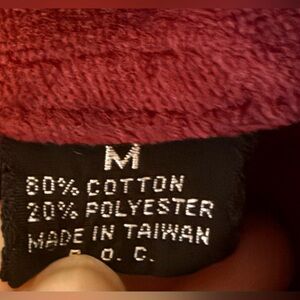 M
80% COTTON
20% POLYESTER
MADE IN TAIWAN
R. O. C.